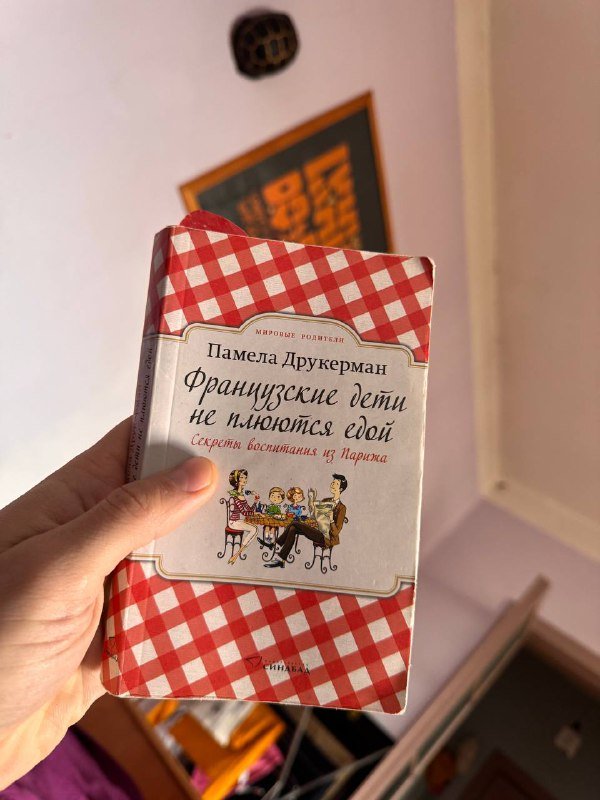 МИРОВЫЕ РОДИТЕЛИ
Памела Друкерман
Французские дети
не плюются едой
Секреты воспитания из Парижа
СИНДБАД